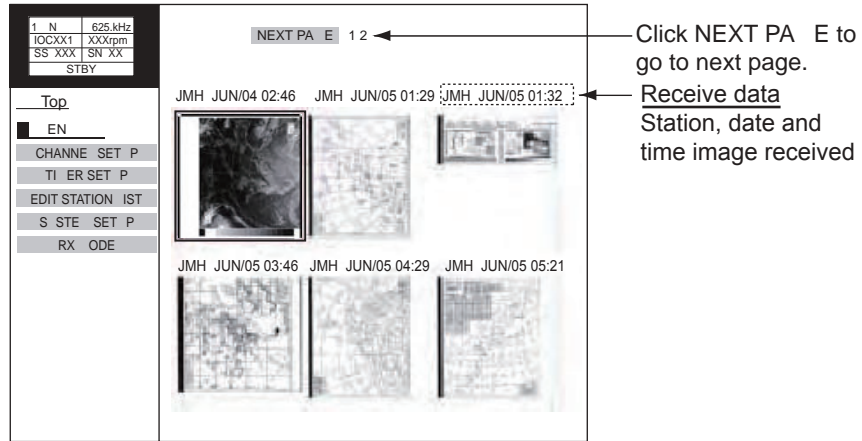 1 N 625.kHz
IOCXX1 XXXrpm
SS XXX SN XX
STBY
Top
EN
CHANNE SET P
TI ER SET P
EDIT STATION IST
S STE SET P
RX ODE
NEXT PA E 1 2
JMH JUN/04 02:46 JMH JUN/05 01:29 JMH JUN/05 01:32
JMH JUN/05 03:46 JMH JUN/05 04:29 JMH JUN/05 05:21
Click NEXT PA E to
go to next page.
Receive data
Station, date and
time image received